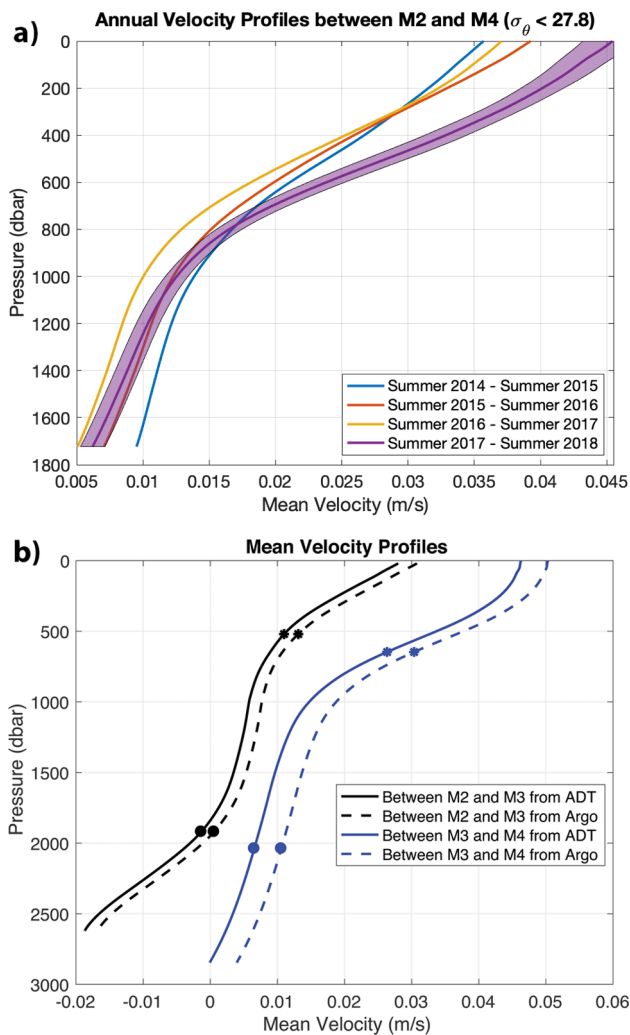 a)
Annual Velocity Profiles between M2 and M4 (σθ < 27.8)
0
200
400
600
800
1000
1200
1400
1600
1800
Pressure (dbar)
Summer 2014 - Summer 2015
Summer 2015 - Summer 2016
Summer 2016 - Summer 2017
Summer 2017 - Summer 2018
0.005 0.01 0.015 0.02 0.025 0.03 0.035 0.04 0.045
Mean Velocity (m/s)
b)
Mean Velocity Profiles
0
500
1000
1500
2000
2500
3000
Pressure (dbar)
Between M2 and M3 from ADT
Between M2 and M3 from Argo
Between M3 and M4 from ADT
Between M3 and M4 from Argo
-0.02 -0.01 0 0.01 0.02 0.03 0.04 0.05 0.06
Mean Velocity (m/s)